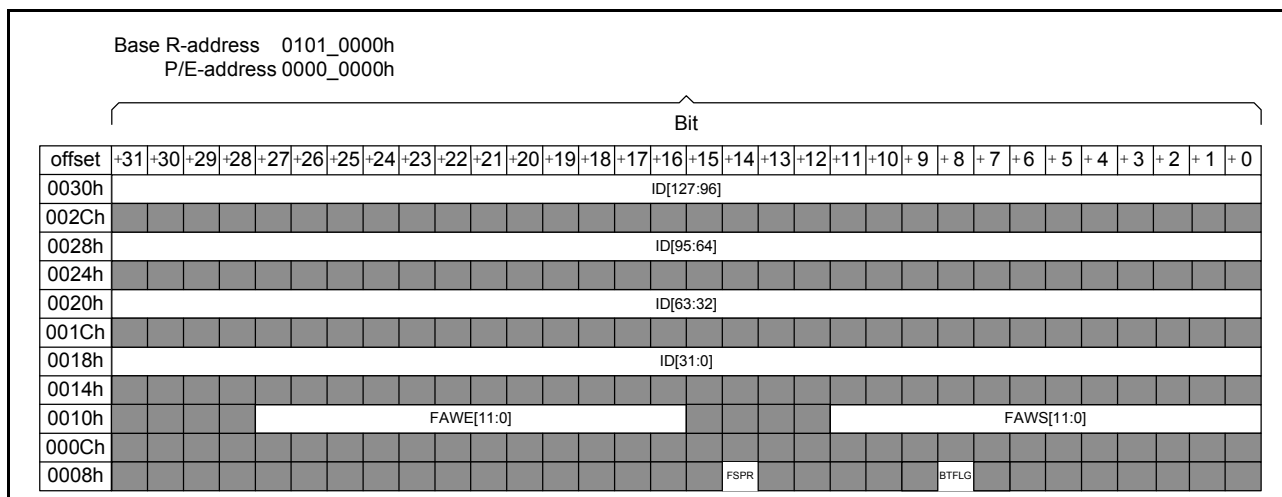 Base R-address 0101_0000h
P/E-address 0000_0000h
Bit
offset +31 +30 +29 +28 +27 +26 +25 +24 +23 +22 +21 +20 +19 +18 +17 +16 +15 +14 +13 +12 +11 +10 + 9 + 8 + 7 + 6 + 5 + 4 + 3 + 2 + 1 + 0
0030h ID[127:96]
002Ch
0028h ID[95:64]
0024h
0020h ID[63:32]
001Ch
0018h ID[31:0]
0014h
0010h FAWE[11:0] FAWS[11:0]
000Ch
0008h FSPR BTFLG